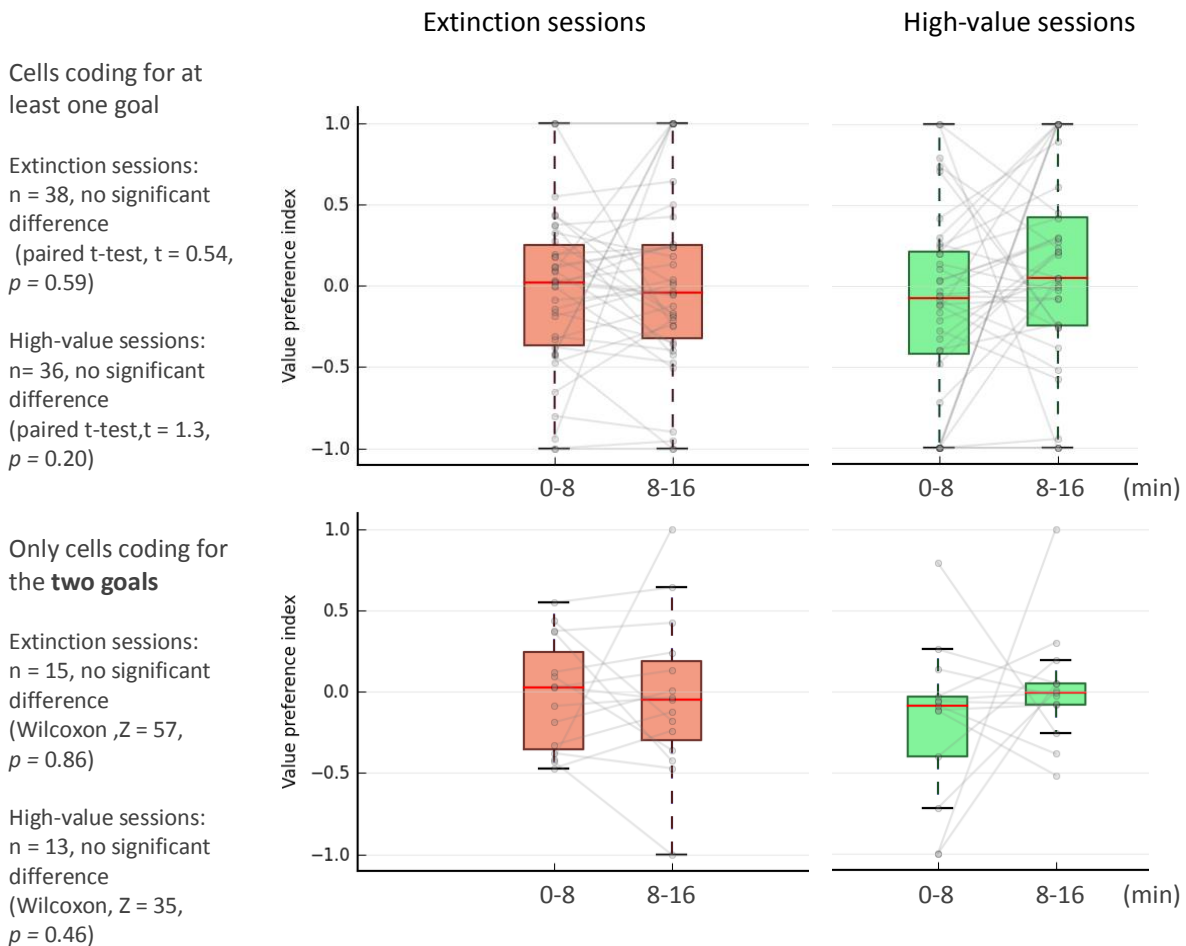 Extinction sessions
High-value sessions
Cells coding for at
least one goal
Extinction sessions:
n = 38, no significant
difference
(paired t-test, t = 0.54,
p = 0.59)
High-value sessions:
n= 36, no significant
difference
(paired t-test,t = 1.3,
p = 0.20)
Value preference index
1.0
0.5
0.0
−0.5
−1.0
0-8
8-16
0-8
8-16
(min)
Only cells coding for
the two goals
Extinction sessions:
n = 15, no significant
difference
(Wilcoxon ,Z = 57,
p = 0.86)
High-value sessions:
n = 13, no significant
difference
(Wilcoxon, Z = 35,
p = 0.46)
Value preference index
1.0
0.5
0.0
−0.5
−1.0
0-8
8-16
0-8
8-16
(min)